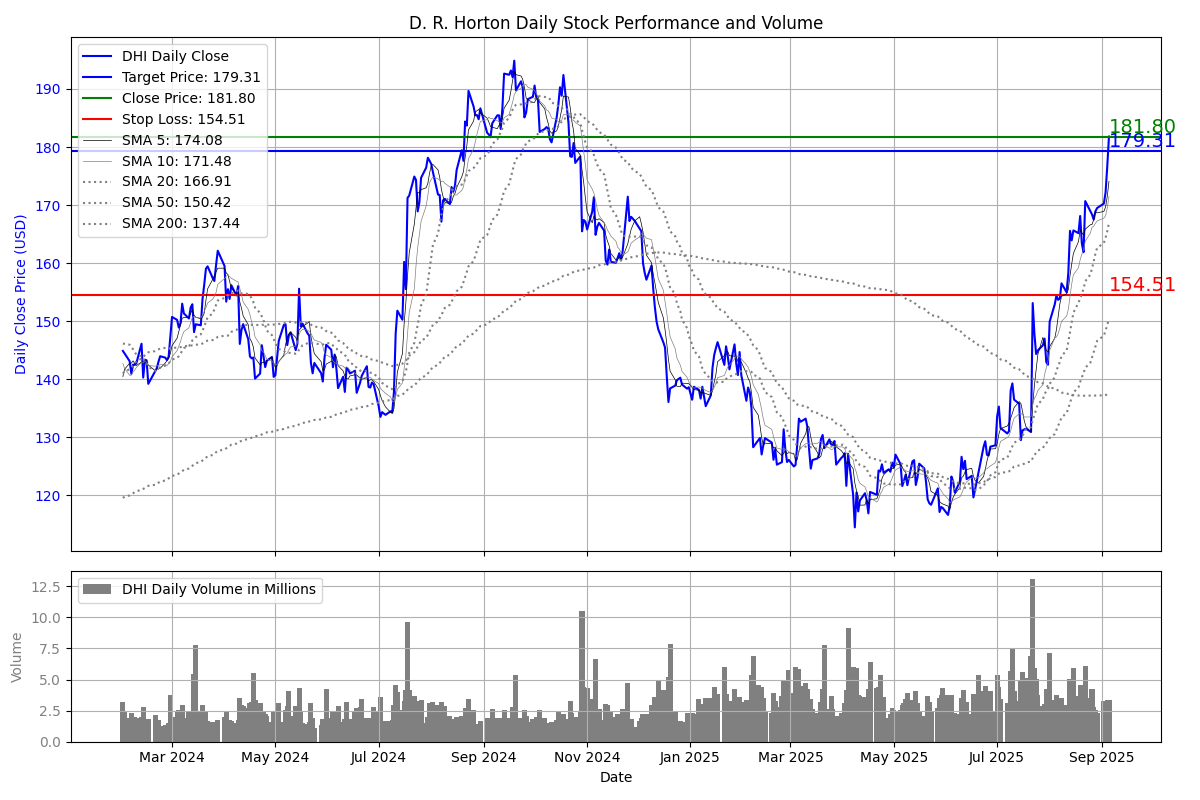 D. R. Horton Daily Stock Performance and Volume
DHI Daily Close
Target Price: 179.31
Close Price: 181.80
Stop Loss: 154.51
SMA 5: 174.08
SMA 10: 171.48
SMA 20: 166.91
SMA 50: 150.42
SMA 200: 137.44
Daily Close Price (USD)
190
180
170
160
150
140
130
120
181.80
179.31
154.51
DHI Daily Volume in Millions
Volume
12.5
10.0
7.5
5.0
2.5
0.0
Mar 2024 May 2024 Jul 2024 Sep 2024 Nov 2024 Jan 2025 Mar 2025 May 2025 Jul 2025 Sep 2025
Date